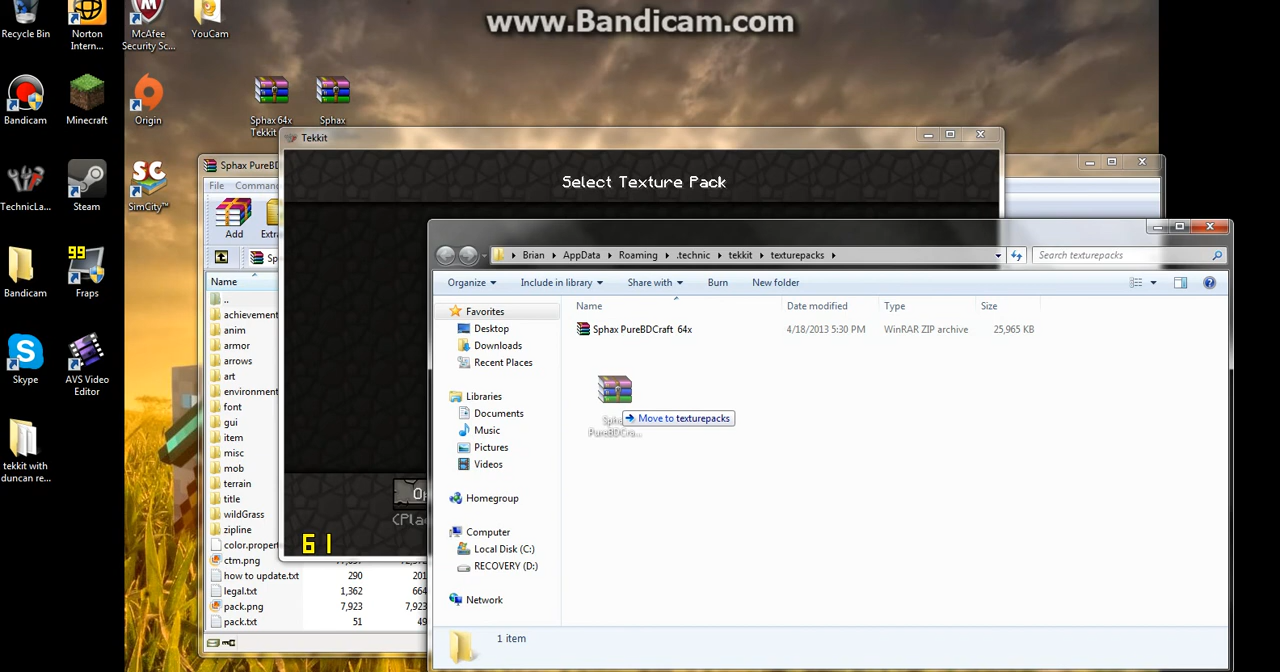 www.Bandicam.com
Recycle Bin
Norton
Intern...
McAfee
Security Sc...
YouCam
Bandicam
Minecraft
Origin
Sphax 64x
Tekkit
Sphax
TechnicLa...
Steam
SC
SimCity™
Bandicam
99
Fraps
Skype
AVS Video
Editor
tekkit with
duncan re...
Sphax PureBD
File
Add
Name
..
anim
armor
arrows
art
font
gui
item
misc
mob
terrain
title
wildGrass
zipline
ctm.png
how to update.txt 290 201
legal.txt 1,362 664
pack.png 7,923 7,923
pack.txt 51 49
Tekkit
Select Texture Pack
61
Brian AppData Roaming .technic tekkit texturepacks
Search texturepacks
Organize Include in library Share with Burn New folder
Favorites
Desktop
Downloads
Recent Places
Libraries
Documents
Music
Pictures
Videos
Homegroup
Computer
Local Disk (C:)
RECOVERY (D:)
Network
Name Date modified Type Size
Sphax PureBDCraft 64x 4/18/2013 5:30 PM WinRAR ZIP archive 25,965 KB
Move to texturepacks
PureBDCra...
1 item